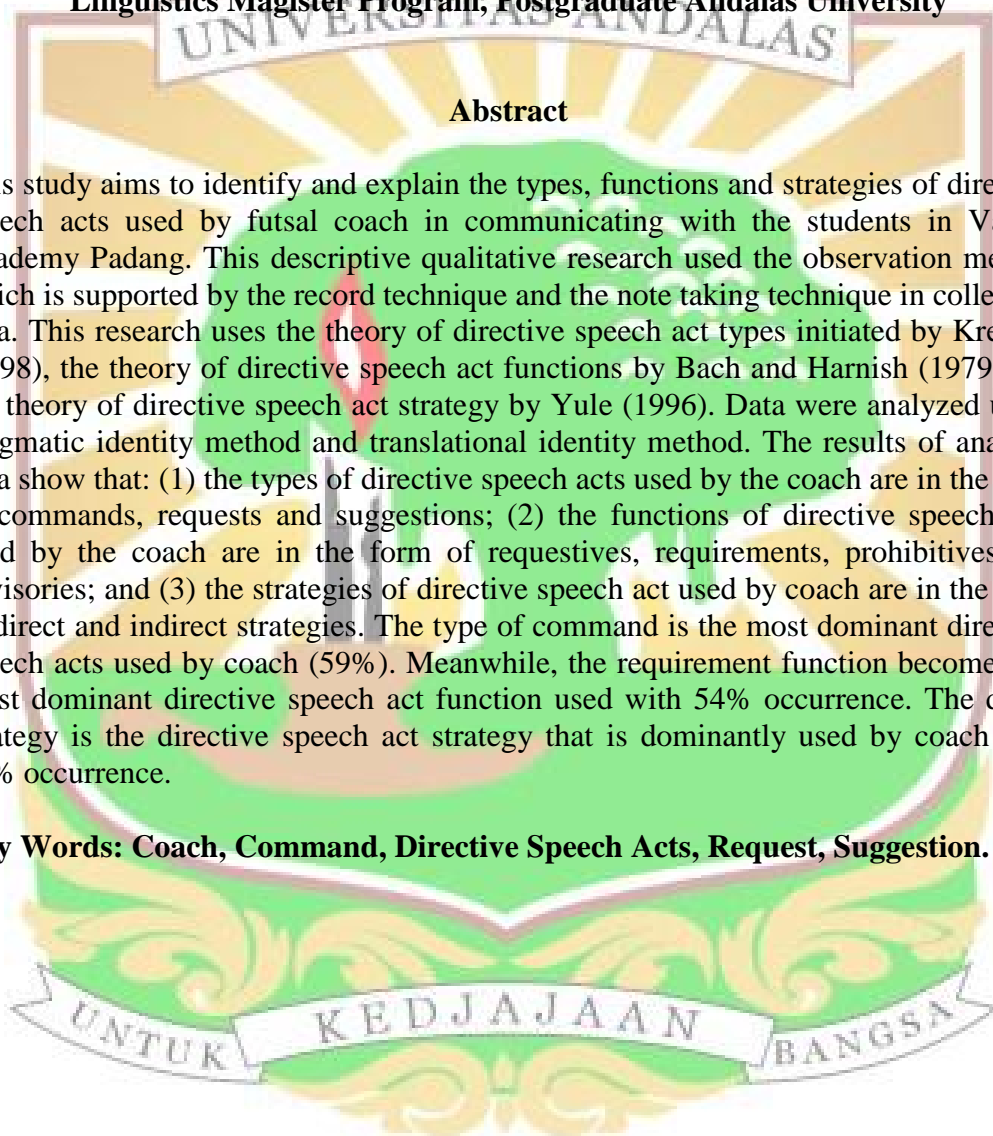 Linguistics Magister Program, Postgraduate Andalas University
UNIVERSITAS ANDALAS
Abstract
is study aims to identify and explain the types, functions and strategies of dire
ech acts used by futsal coach in communicating with the students in V
ademy Padang. This descriptive qualitative research used the observation me
ich is supported by the record technique and the note taking technique in colle
a. This research uses the theory of directive speech act types initiated by Kre
98), the theory of directive speech act functions by Bach and Harnish (1979
theory of directive speech act strategy by Yule (1996). Data were analyzed u
gmatic identity method and translational identity method. The results of ana
a show that: (1) the types of directive speech acts used by the coach are in the
commands, requests and suggestions; (2) the functions of directive speech
d by the coach are in the form of requestives, requirements, prohibitives
visories; and (3) the strategies of directive speech act used by coach are in the
direct and indirect strategies. The type of command is the most dominant dire
ech acts used by coach (59%). Meanwhile, the requirement function become
st dominant directive speech act function used with 54% occurrence. The d
ategy is the directive speech act strategy that is dominantly used by coach
% occurrence.
y Words: Coach, Command, Directive Speech Acts, Request, Suggestion.
UNTUK KEDJAJAAN BANGSA